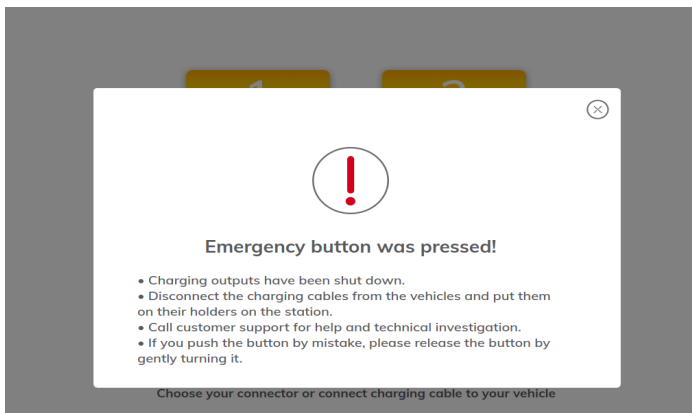 Emergency button was pressed!
• Charging outputs have been shut down.
• Disconnect the charging cables from the vehicles and put them
on their holders on the station.
• Call customer support for help and technical investigation.
• If you push the button by mistake, please release the button by
gently turning it.
Choose your connector or connect charging cable to your vehicle